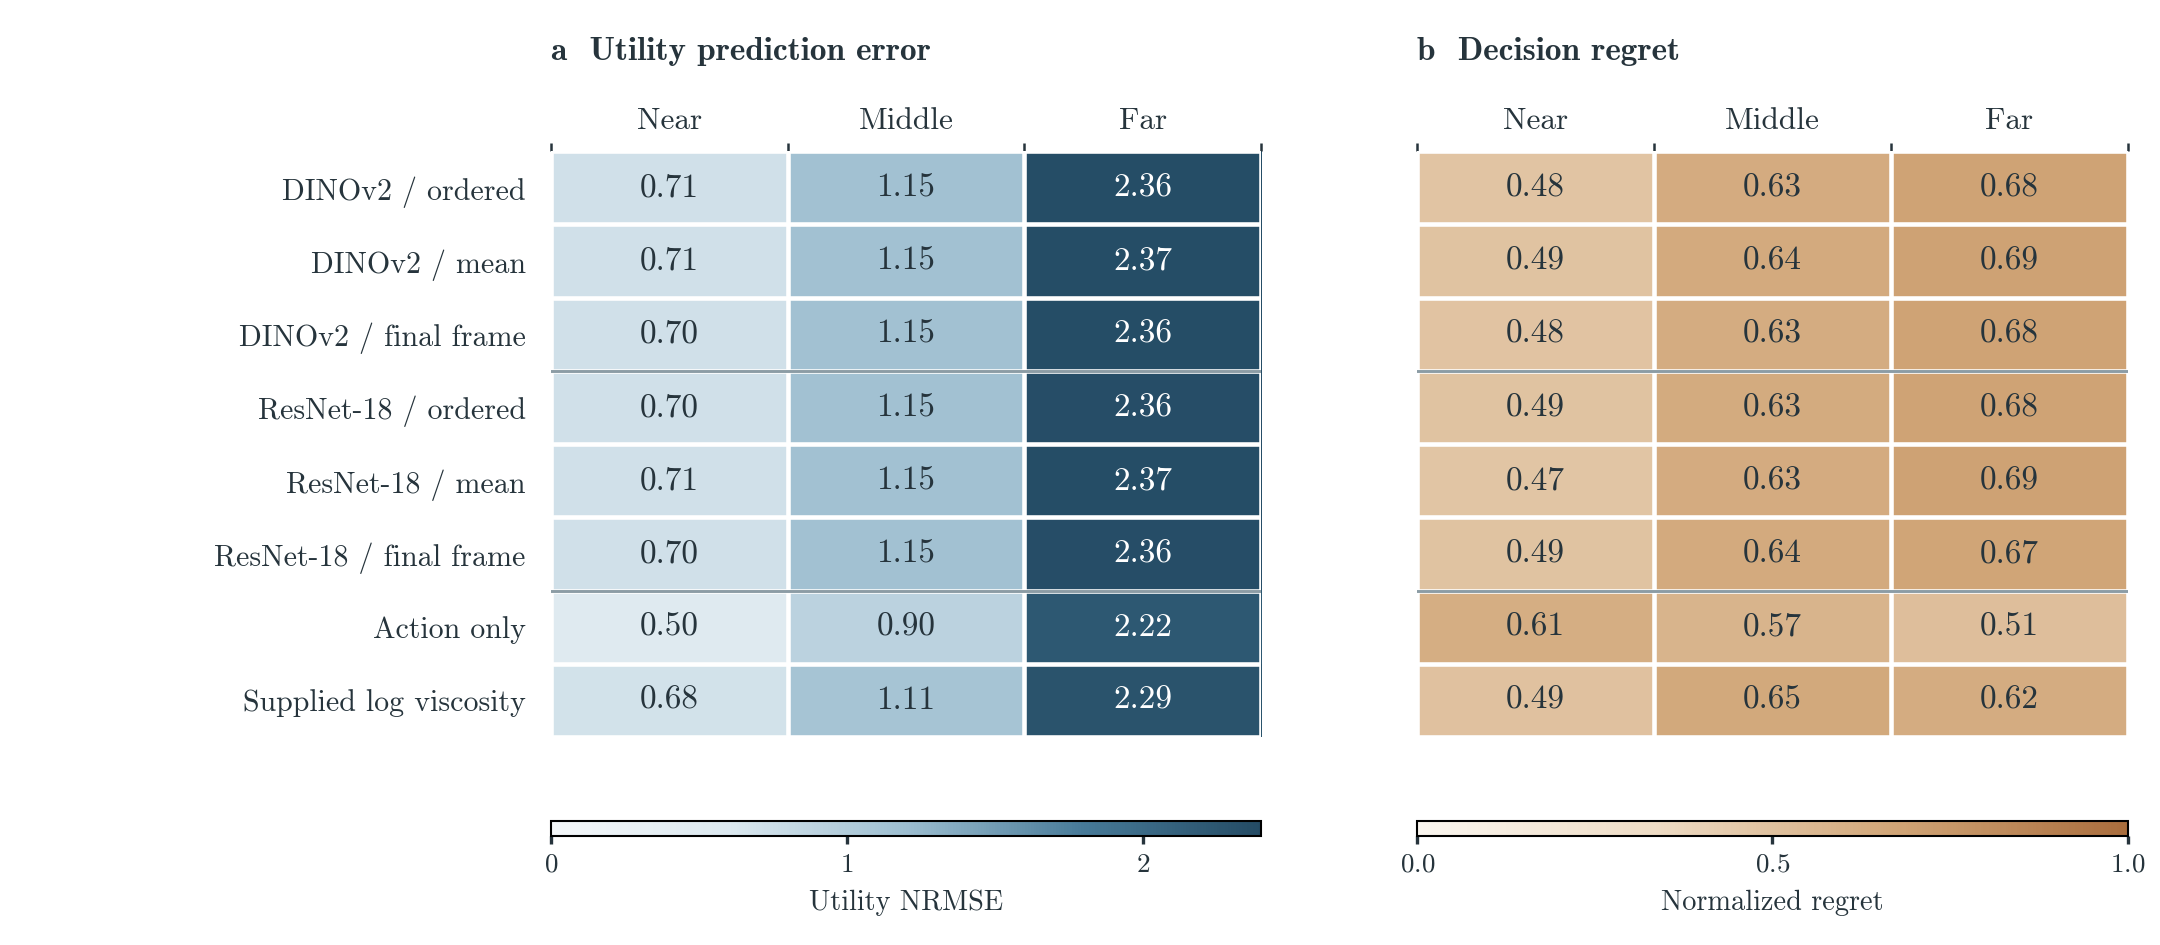 a Utility prediction error
b Decision regret
Near Middle Far
Near Middle Far
DINOv2 / ordered 0.71 1.15 2.36 0.48 0.63 0.68
DINOv2 / mean 0.71 1.15 2.37 0.49 0.64 0.69
DINOv2 / final frame 0.70 1.15 2.36 0.48 0.63 0.68
ResNet-18 / ordered 0.70 1.15 2.36 0.49 0.63 0.68
ResNet-18 / mean 0.71 1.15 2.37 0.47 0.63 0.69
ResNet-18 / final frame 0.70 1.15 2.36 0.49 0.64 0.67
Action only 0.50 0.90 2.22 0.61 0.57 0.51
Supplied log viscosity 0.68 1.11 2.29 0.49 0.65 0.62
0 1 2
Utility NRMSE
0.0 0.5 1.0
Normalized regret